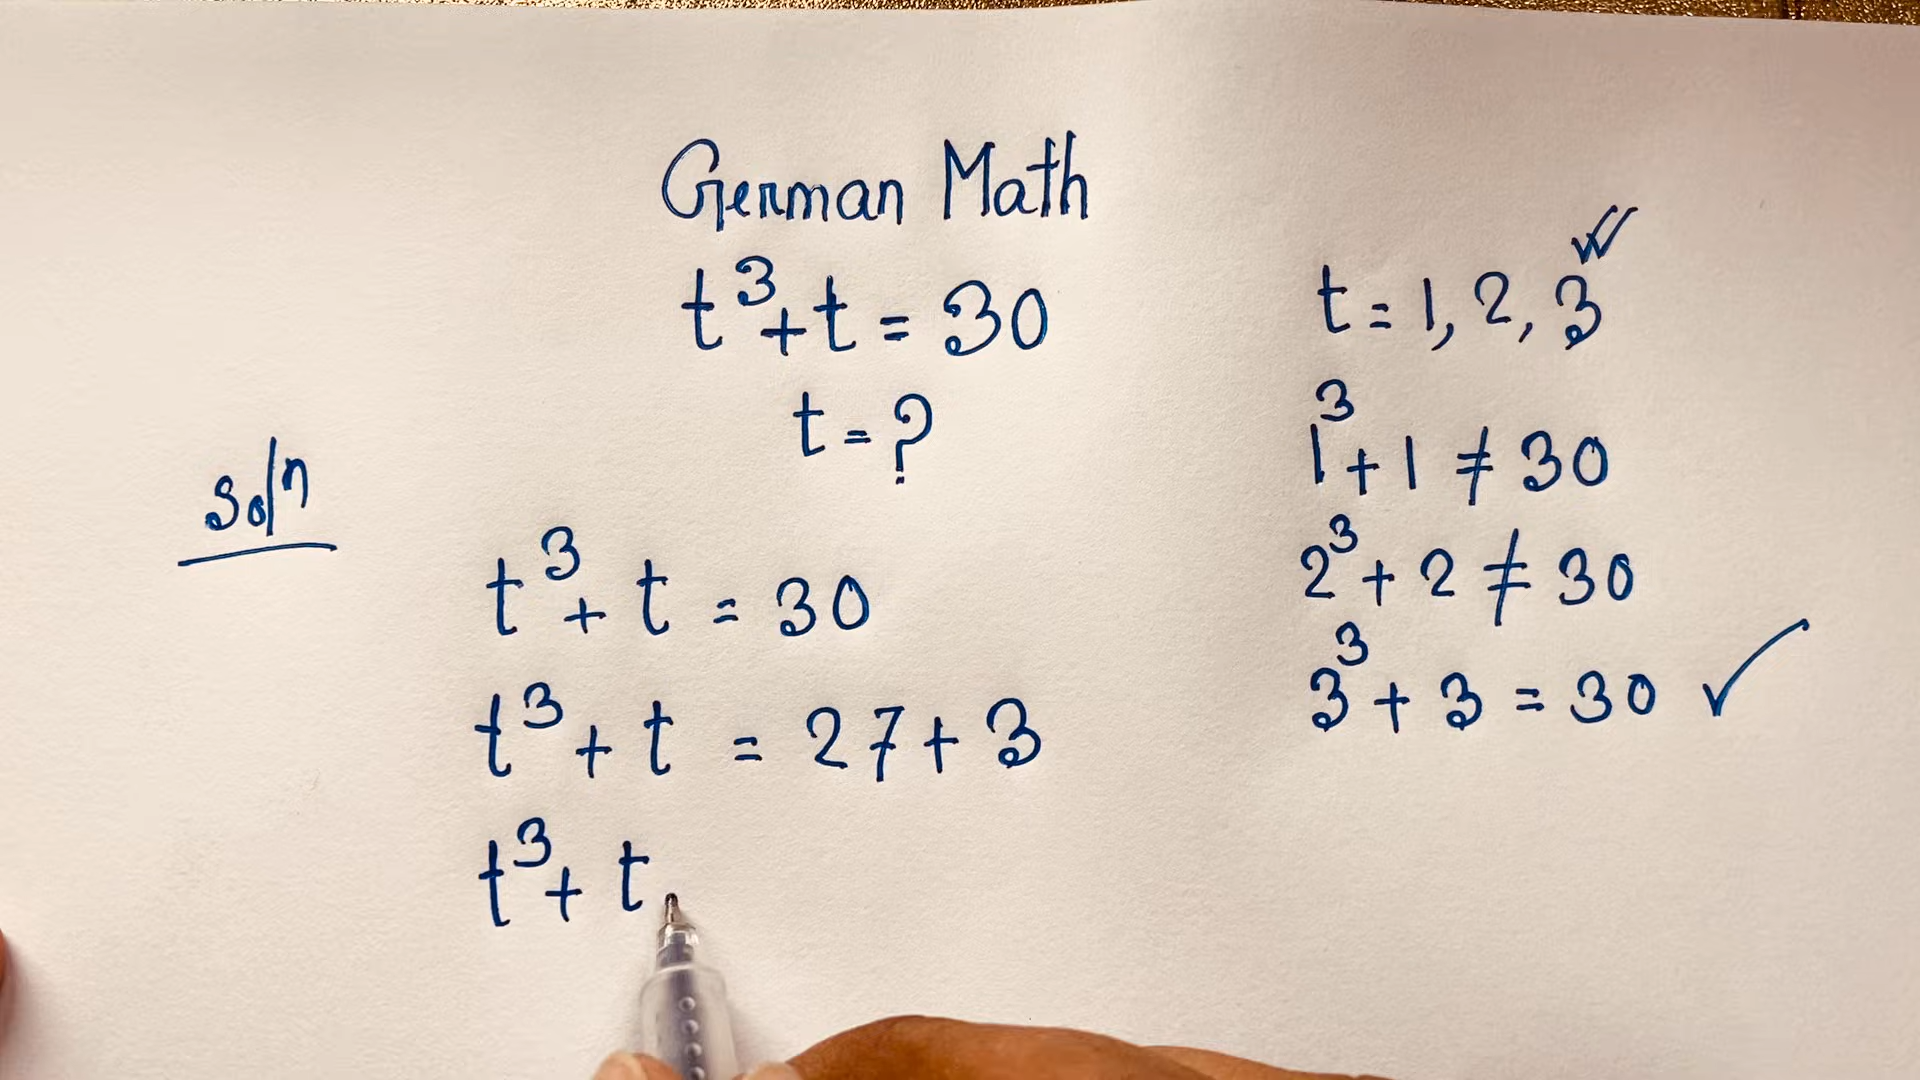 German Math
t³+t = 30
t = ?
Soln
t³ + t = 30
t³ + t = 27 + 3
t³ + t
t = 1, 2, 3 ✓✓
1³ + 1 ≠ 30
2³ + 2 ≠ 30
3³ + 3 = 30 ✓